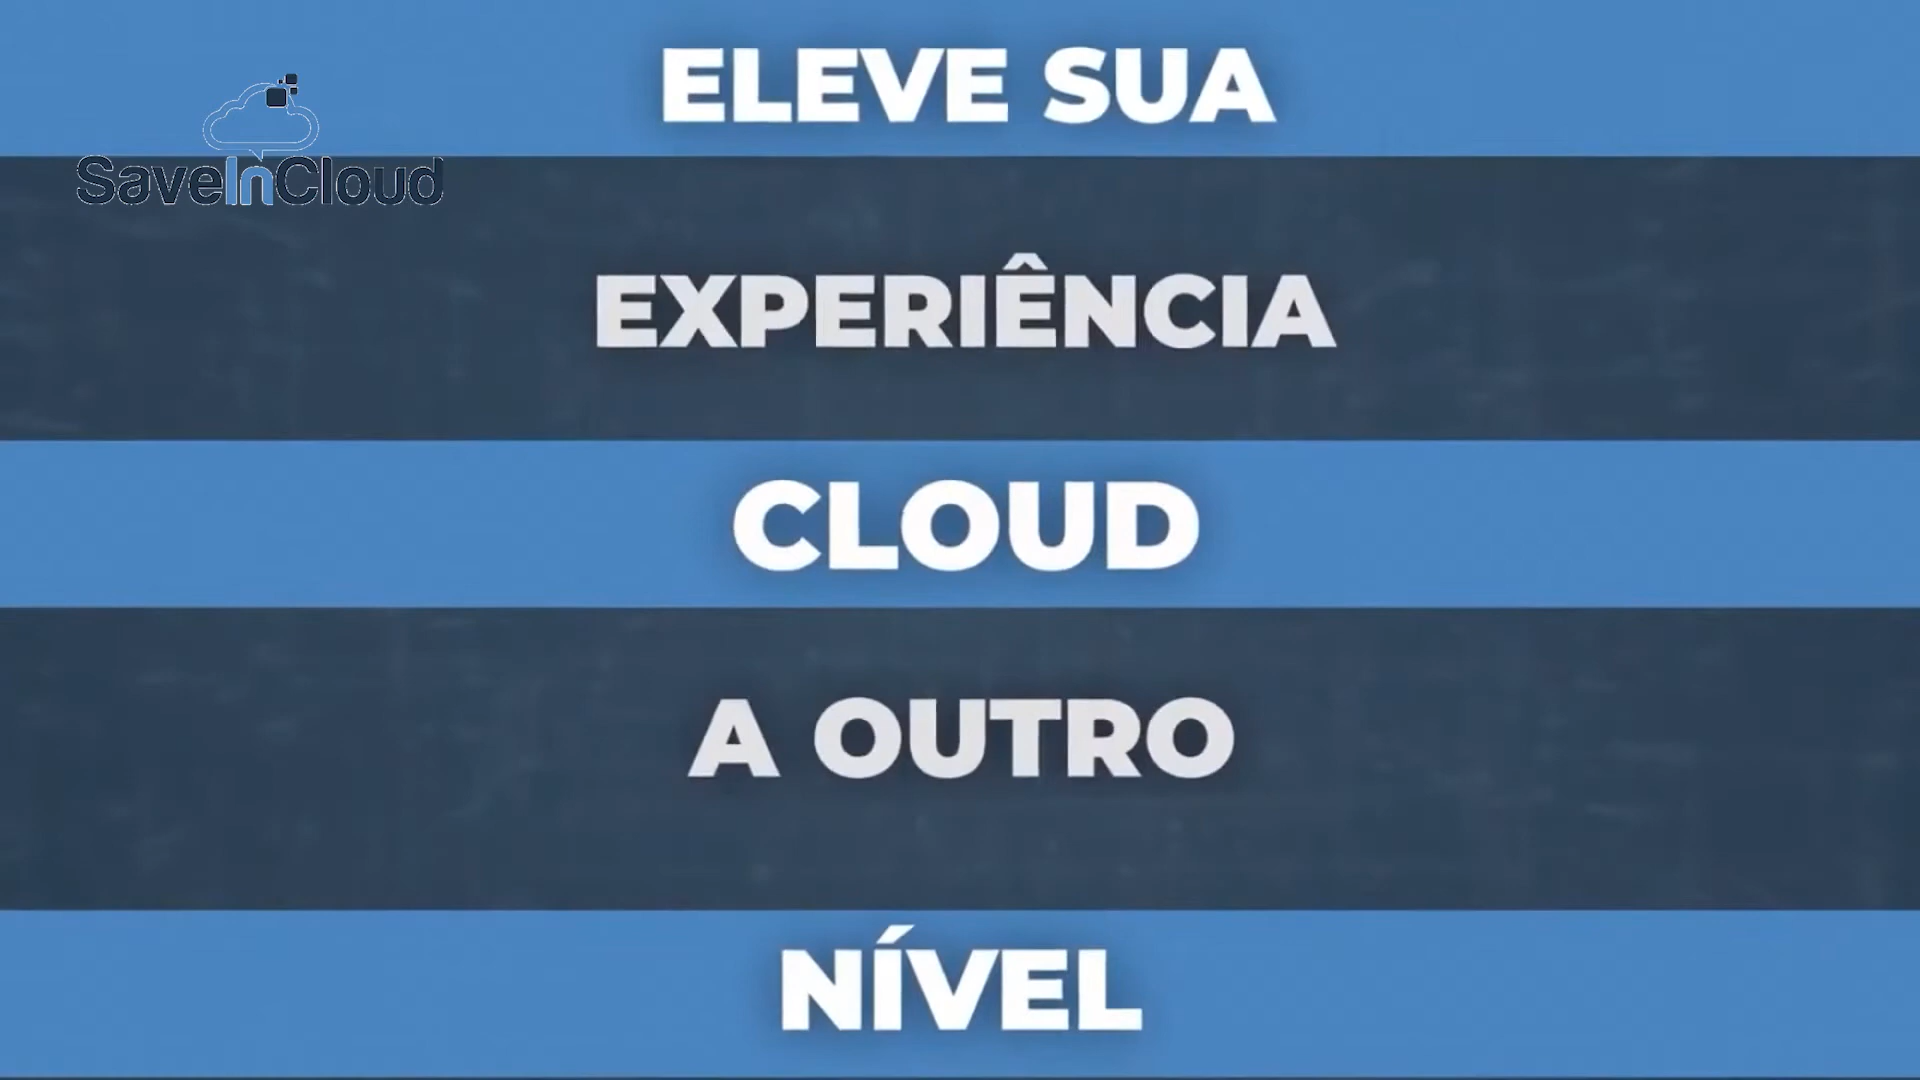 ELEVE SUA
SaveInCloud
EXPERIÊNCIA
CLOUD
A OUTRO
NÍVEL